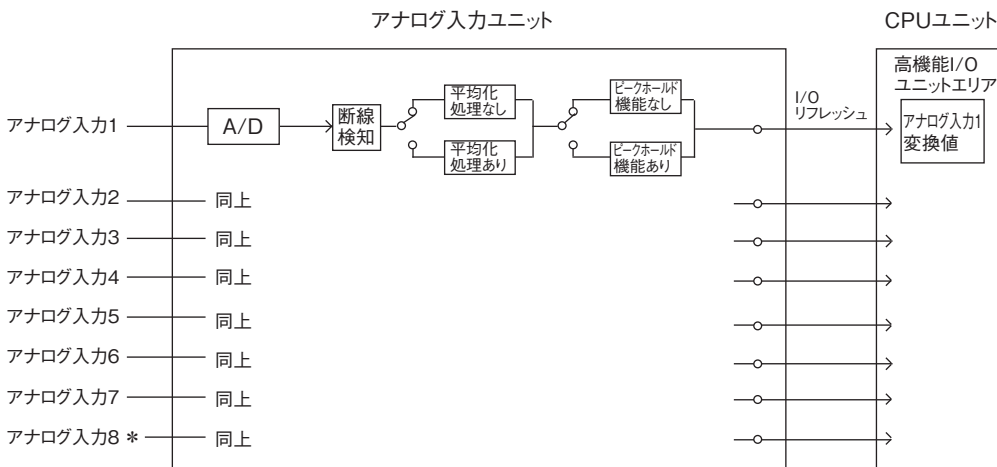 アナログ入力ユニット
CPUユニット
高機能I/O
ユニットエリア
アナログ入力1
A/D
断線
検知
平均化
処理なし
平均化
処理あり
ピークホールド
機能なし
ピークホールド
機能あり
I/O
リフレッシュ
アナログ入力1
変換値
アナログ入力2
同上
アナログ入力3
同上
アナログ入力4
同上
アナログ入力5
同上
アナログ入力6
同上
アナログ入力7
同上
アナログ入力8 *
同上